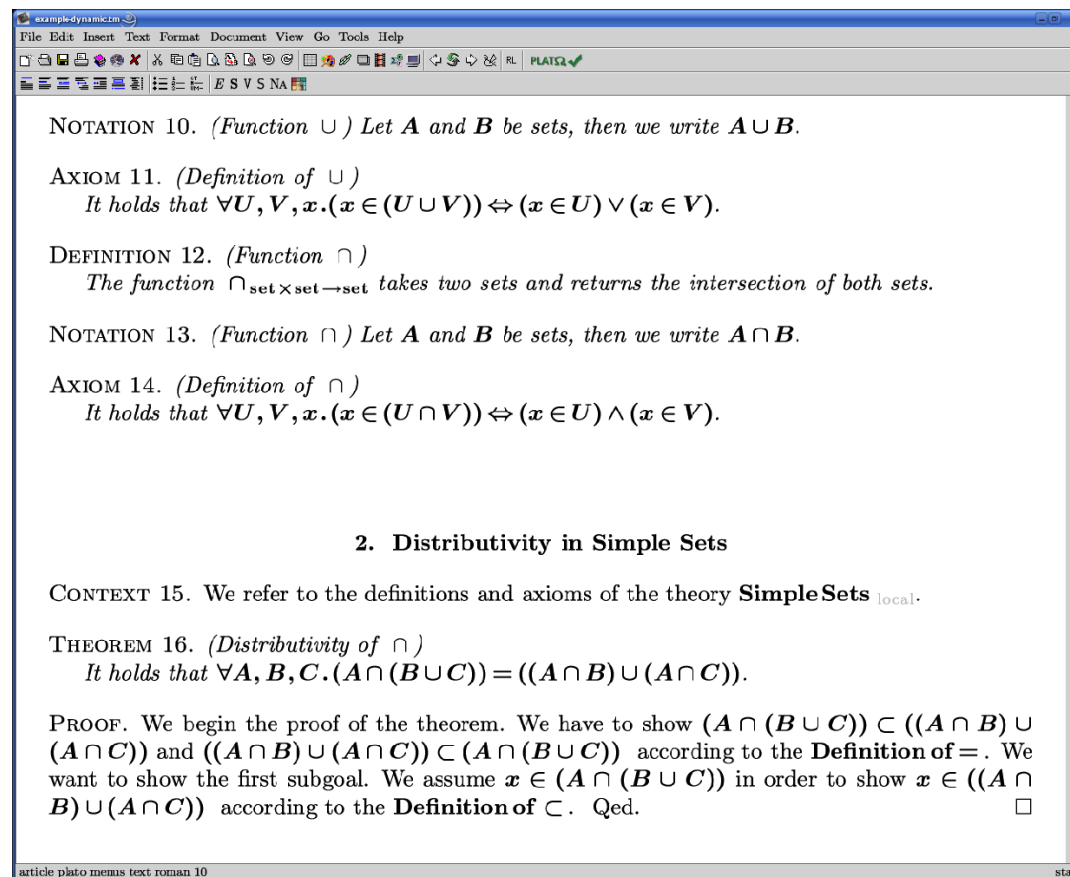 example-dynamic.tm
File Edit Insert Text Format Document View Go Tools Help
RL PLATΩ
E S V S NA
NOTATION 10. (Function ∪ ) Let A and B be sets, then we write A ∪ B.
AXIOM 11. (Definition of ∪ )
It holds that ∀U, V, x.(x ∈ (U ∪ V)) ⇔ (x ∈ U) ∨ (x ∈ V).
DEFINITION 12. (Function ∩ )
The function ∩set×set→set takes two sets and returns the intersection of both sets.
NOTATION 13. (Function ∩ ) Let A and B be sets, then we write A ∩ B.
AXIOM 14. (Definition of ∩ )
It holds that ∀U, V, x.(x ∈ (U ∩ V)) ⇔ (x ∈ U) ∧ (x ∈ V).
2. Distributivity in Simple Sets
CONTEXT 15. We refer to the definitions and axioms of the theory Simple Sets local.
THEOREM 16. (Distributivity of ∩ )
It holds that ∀A, B, C.(A ∩ (B ∪ C)) = ((A ∩ B) ∪ (A ∩ C)).
PROOF. We begin the proof of the theorem. We have to show (A ∩ (B ∪ C)) ⊂ ((A ∩ B) ∪
(A ∩ C)) and ((A ∩ B) ∪ (A ∩ C)) ⊂ (A ∩ (B ∪ C)) according to the Definition of = . We
want to show the first subgoal. We assume x ∈ (A ∩ (B ∪ C)) in order to show x ∈ ((A ∩
B) ∪ (A ∩ C)) according to the Definition of ⊂ . Qed. □
article plato menus text roman 10
sta